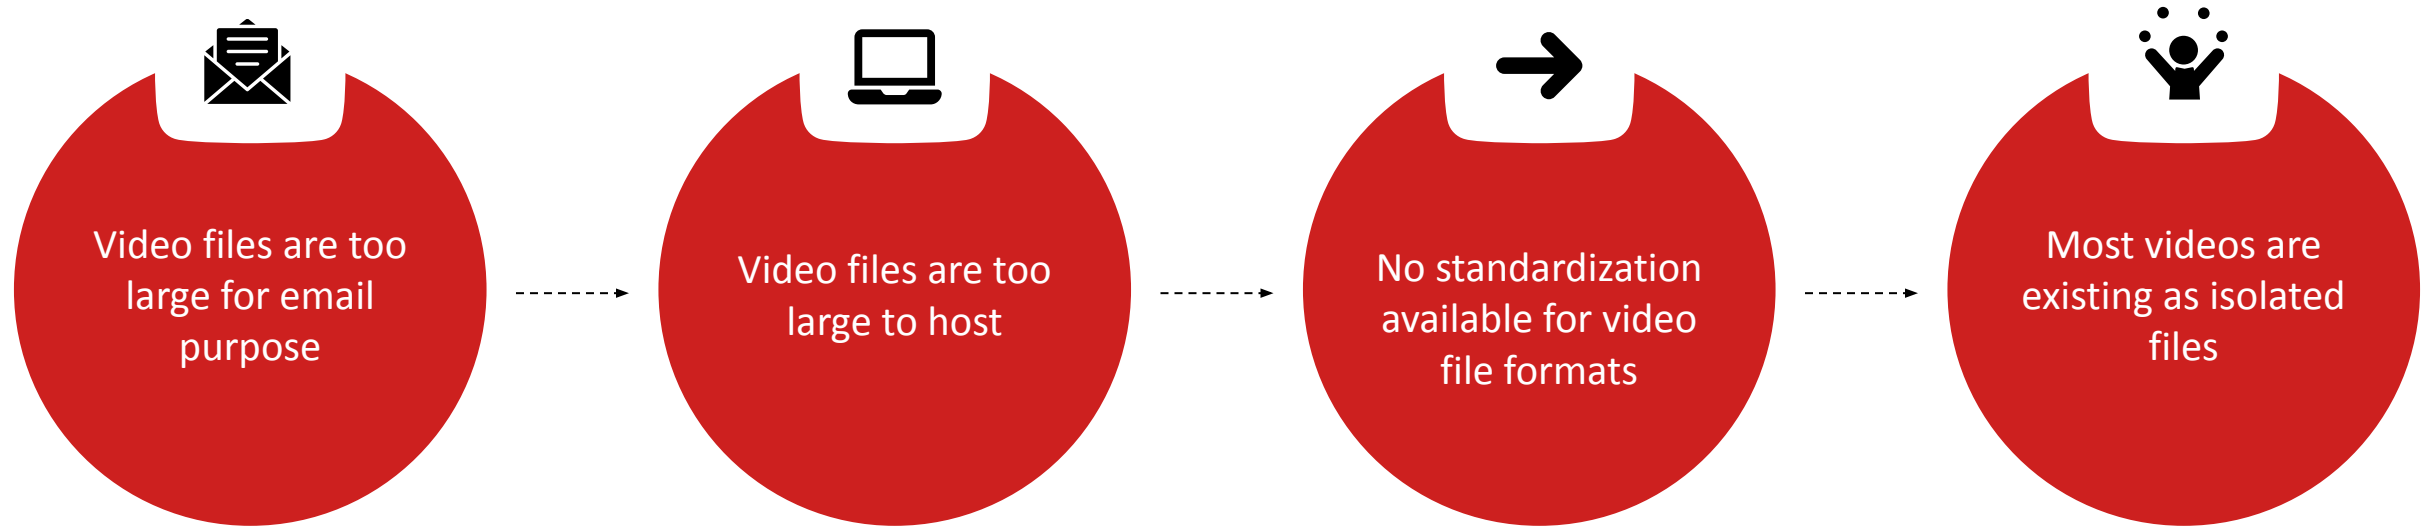 Video files are too
large for email
purpose
Video files are too
large to host
No standardization
available for video
file formats
Most videos are
existing as isolated
files